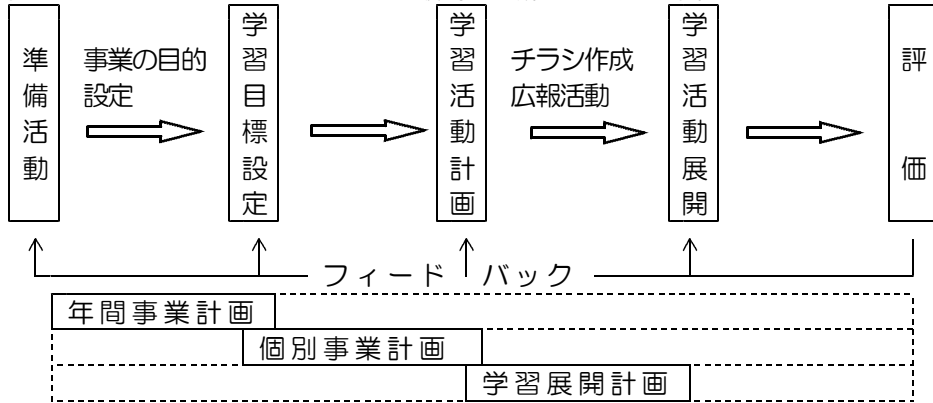 準備活動
事業の目的
設定
学習目標設定
学習活動計画
チラシ作成
広報活動
学習活動展開
評価
フィードバック
年間事業計画
個別事業計画
学習展開計画